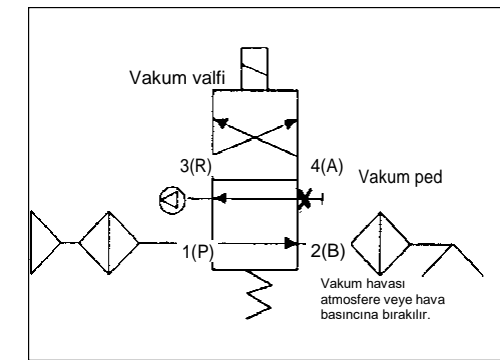 Vakum valfi
3(R)
4(A)
Vakum ped
1(P)
2(B)
Vakum havası
atmosfere veye hava
basıncına bırakılır.